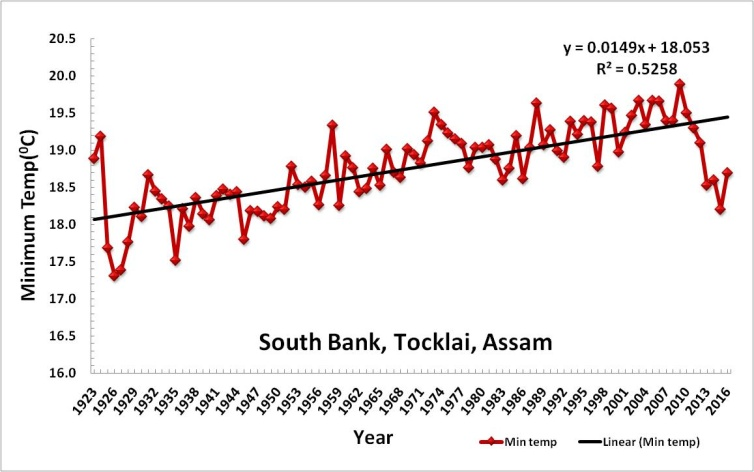 Minimum Temp(⁰C)
20.5
20.0
19.5
19.0
18.5
18.0
17.5
17.0
16.5
16.0
y = 0.0149x + 18.053
R² = 0.5258
South Bank, Tocklai, Assam
1923 1926 1929 1932 1935 1938 1941 1944 1947 1950 1953 1956 1959 1962 1965 1968 1971 1974 1977 1980 1983 1986 1989 1992 1995 1998 2001 2004 2007 2010 2013 2016
Year
Min temp Linear (Min temp)